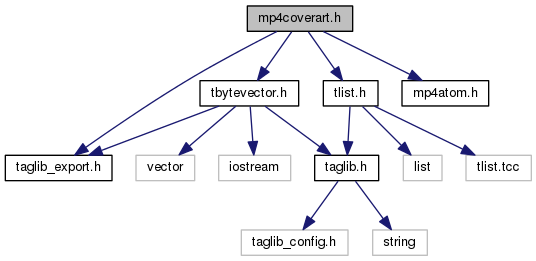 mp4coverart.h
tbytevector.h
tlist.h
mp4atom.h
taglib_export.h
vector
iostream
taglib.h
list
tlist.tcc
taglib_config.h
string